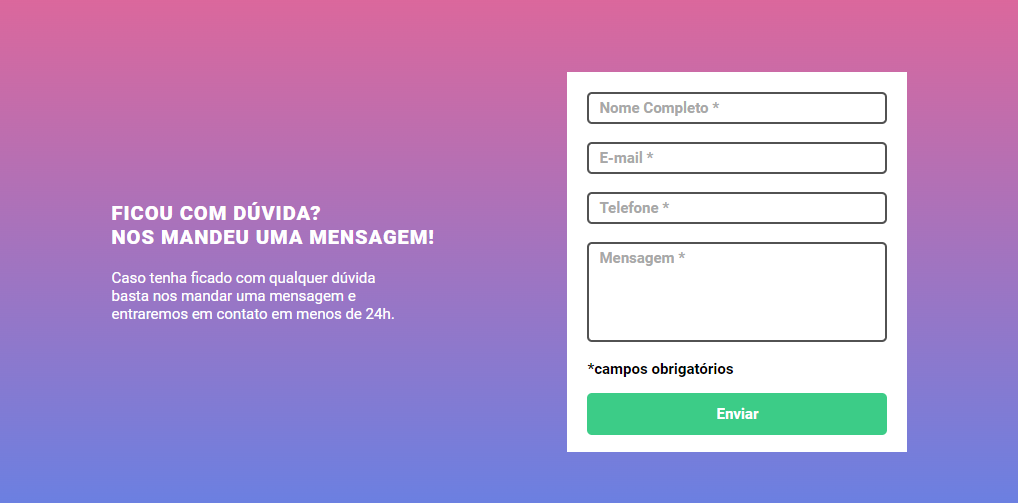 FICOU COM DÚVIDA?
NOS MANDEU UMA MENSAGEM!
Caso tenha ficado com qualquer dúvida
basta nos mandar uma mensagem e
entraremos em contato em menos de 24h.
Nome Completo *
E-mail *
Telefone *
Mensagem *
*campos obrigatórios
Enviar